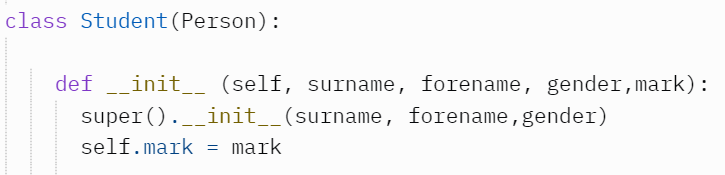 class Student(Person):
def __init__ (self, surname, forename, gender,mark):
super().__init__(surname, forename,gender)
self.mark = mark